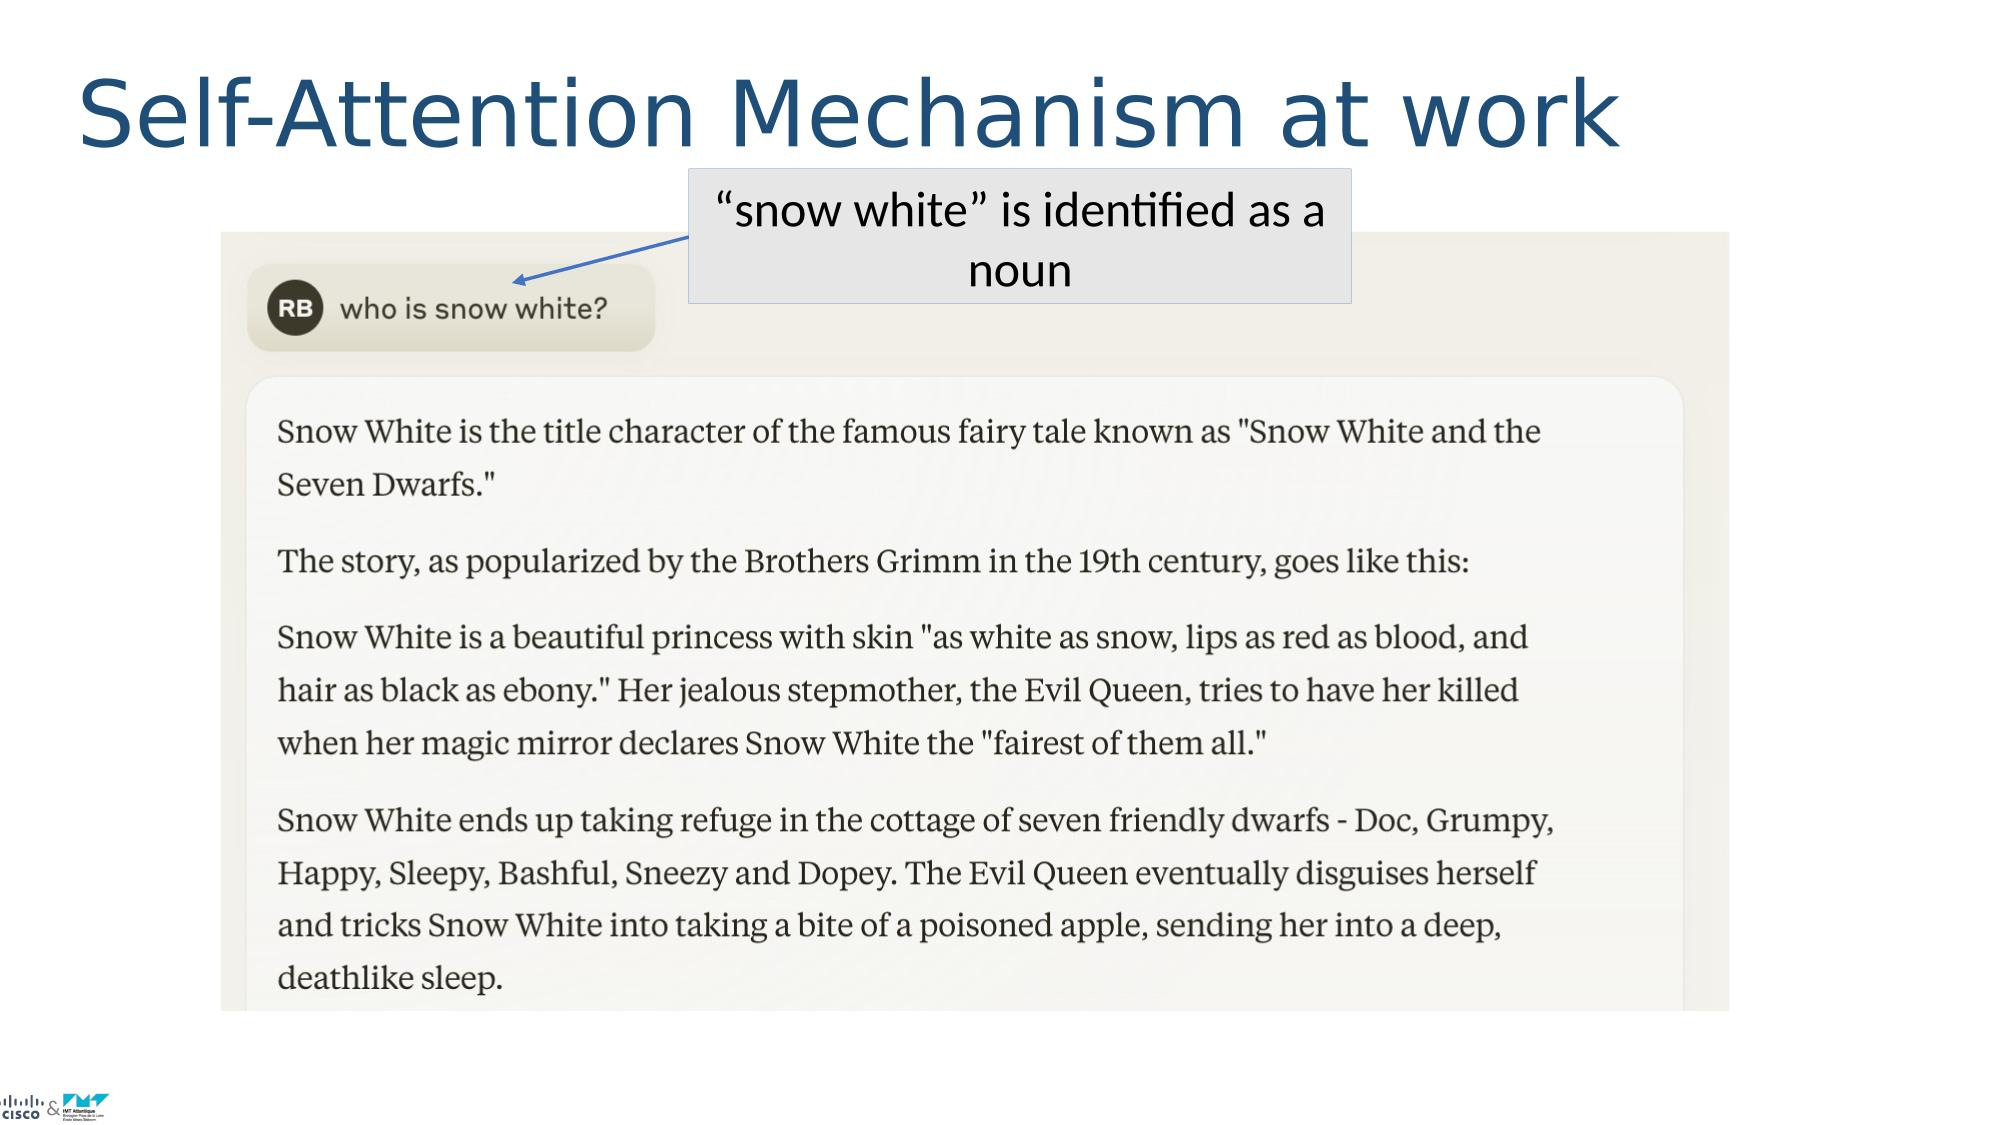 Self-Attention Mechanism at work
“snow white” is identified as a
noun
RB who is snow white?
Snow White is the title character of the famous fairy tale known as "Snow White and the
Seven Dwarfs."
The story, as popularized by the Brothers Grimm in the 19th century, goes like this:
Snow White is a beautiful princess with skin "as white as snow, lips as red as blood, and
hair as black as ebony." Her jealous stepmother, the Evil Queen, tries to have her killed
when her magic mirror declares Snow White the "fairest of them all."
Snow White ends up taking refuge in the cottage of seven friendly dwarfs - Doc, Grumpy,
Happy, Sleepy, Bashful, Sneezy and Dopey. The Evil Queen eventually disguises herself
and tricks Snow White into taking a bite of a poisoned apple, sending her into a deep,
deathlike sleep.
CISCO & IMT Atlantique